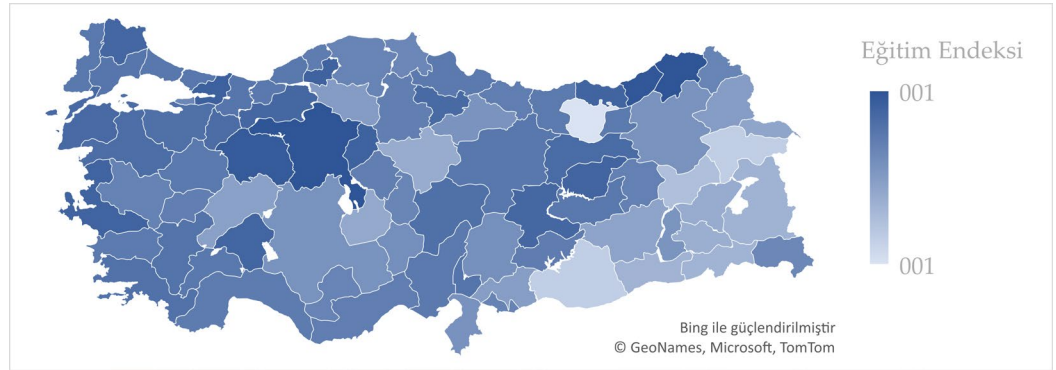 Eğitim Endeksi
001
001
Bing ile güçlendirilmiştir
© GeoNames, Microsoft, TomTom